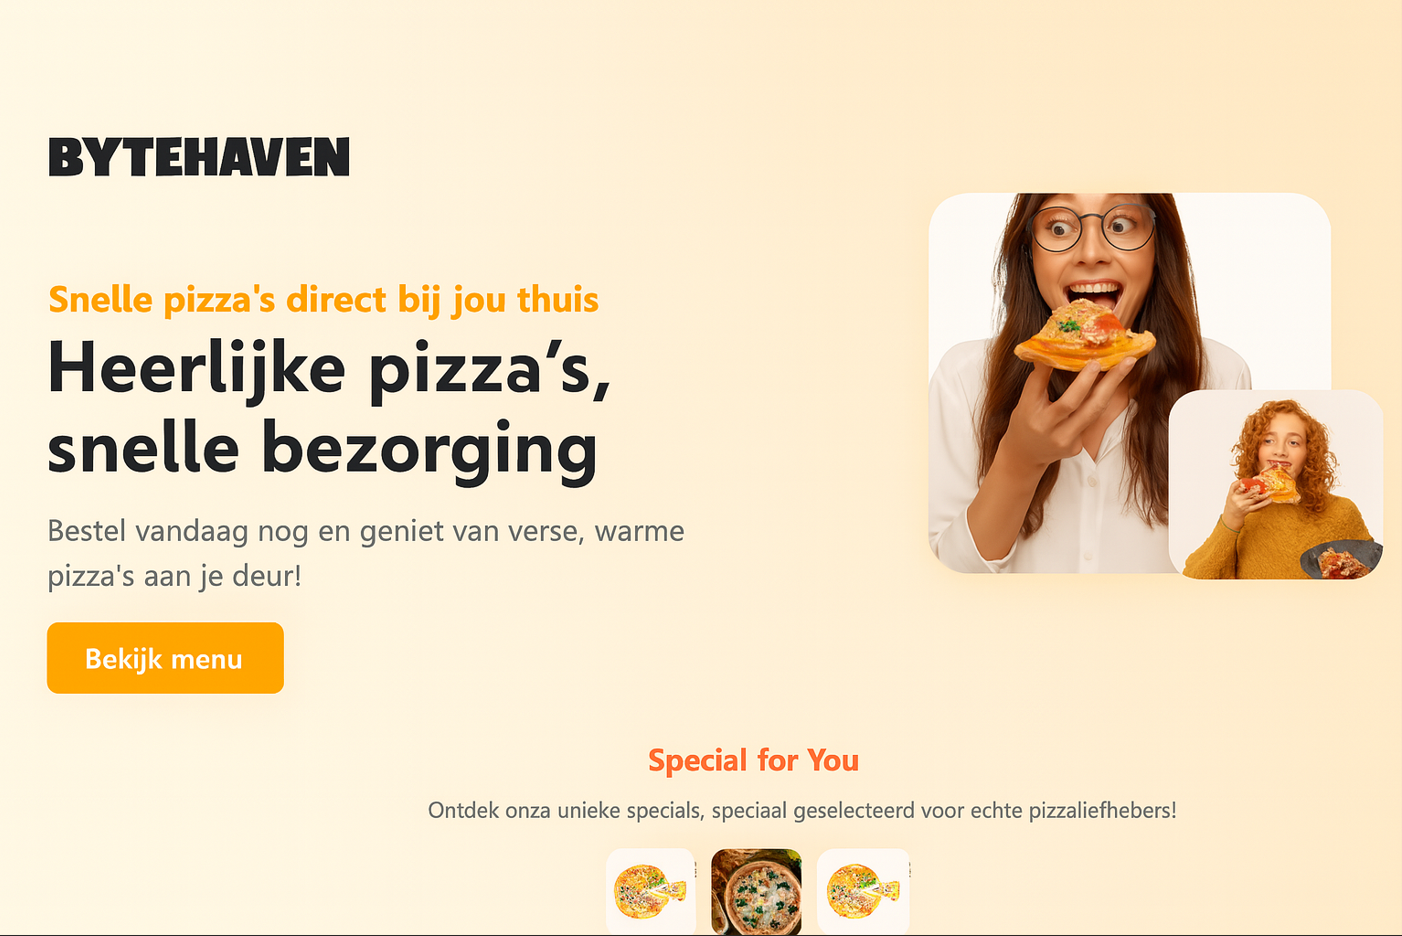 BYTEHAVEN
Snelle pizza's direct bij jou thuis
Heerlijke pizza’s,
snelle bezorging
Bestel vandaag nog en geniet van verse, warme
pizza's aan je deur!
Bekijk menu
Special for You
Ontdek onza unieke specials, speciaal geselecteerd voor echte pizzaliefhebers!